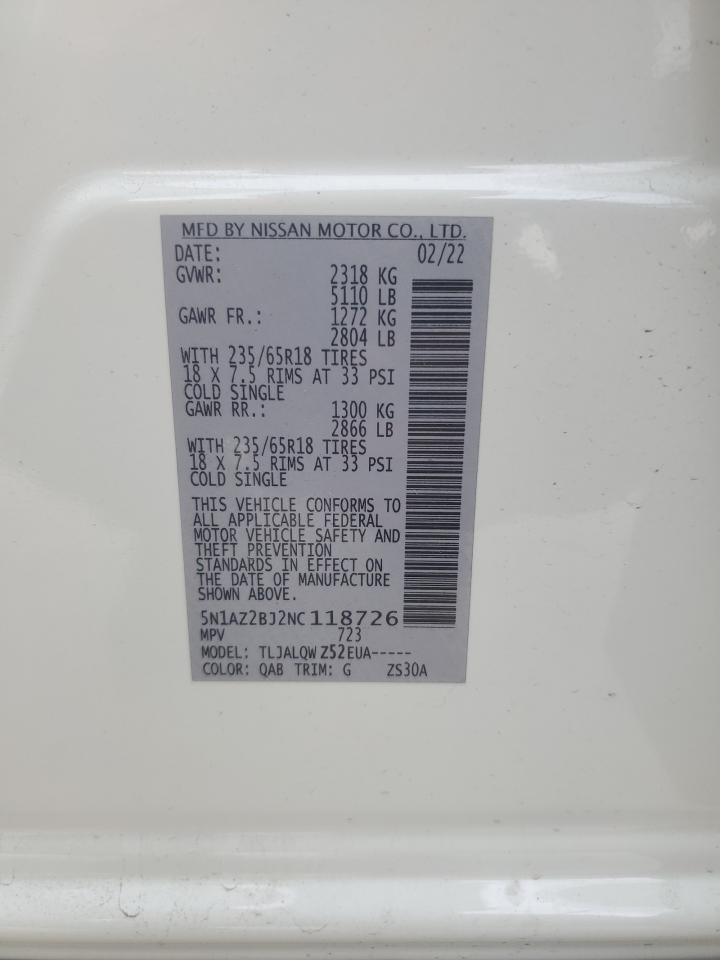 MFD BY NISSAN MOTOR CO., LTD.
DATE: 02/22
GVWR: 2318 KG
5110 LB
GAWR FR.: 1272 KG
2804 LB
WITH 235/65R18 TIRES
18 X 7.5 RIMS AT 33 PSI
COLD SINGLE
GAWR RR.: 1300 KG
2866 LB
WITH 235/65R18 TIRES
18 X 7.5 RIMS AT 33 PSI
COLD SINGLE
THIS VEHICLE CONFORMS TO
ALL APPLICABLE FEDERAL
MOTOR VEHICLE SAFETY AND
THEFT PREVENTION
STANDARDS IN EFFECT ON
THE DATE OF MANUFACTURE
SHOWN ABOVE.
5N1AZ2BJ2NC118726
MPV 723
MODEL: TLJALQW Z52EUA-----
COLOR: QAB TRIM: G ZS30A